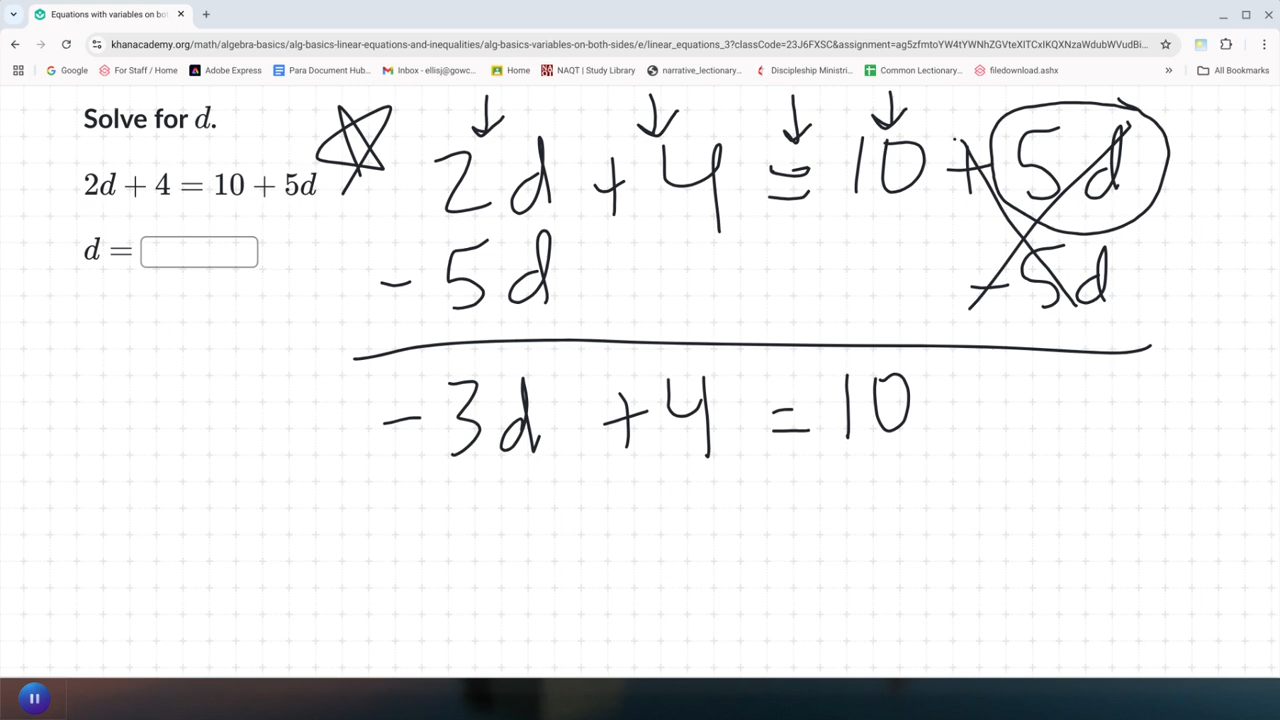 Equations with variables on bot
khanacademy.org/math/algebra-basics/alg-basics-linear-equations-and-inequalities/alg-basics-variables-on-both-sides/e/linear_equations_3?classCode=23J6FXSC&assignment=ag5zfmtoYW4tYWNhZGVteXITCxIKQXNzaWdubWVudBi...
Google For Staff / Home Adobe Express Para Document Hub... Inbox - ellisj@gowc... Home NAQT | Study Library narrative_lectionary... Discipleship Ministri... Common Lectionary... filedownload.ashx » All Bookmarks
Solve for d.
2d + 4 = 10 + 5d
d =
2d + 4 = 10 + 5d
- 5d - 5d
- 3d + 4 = 10